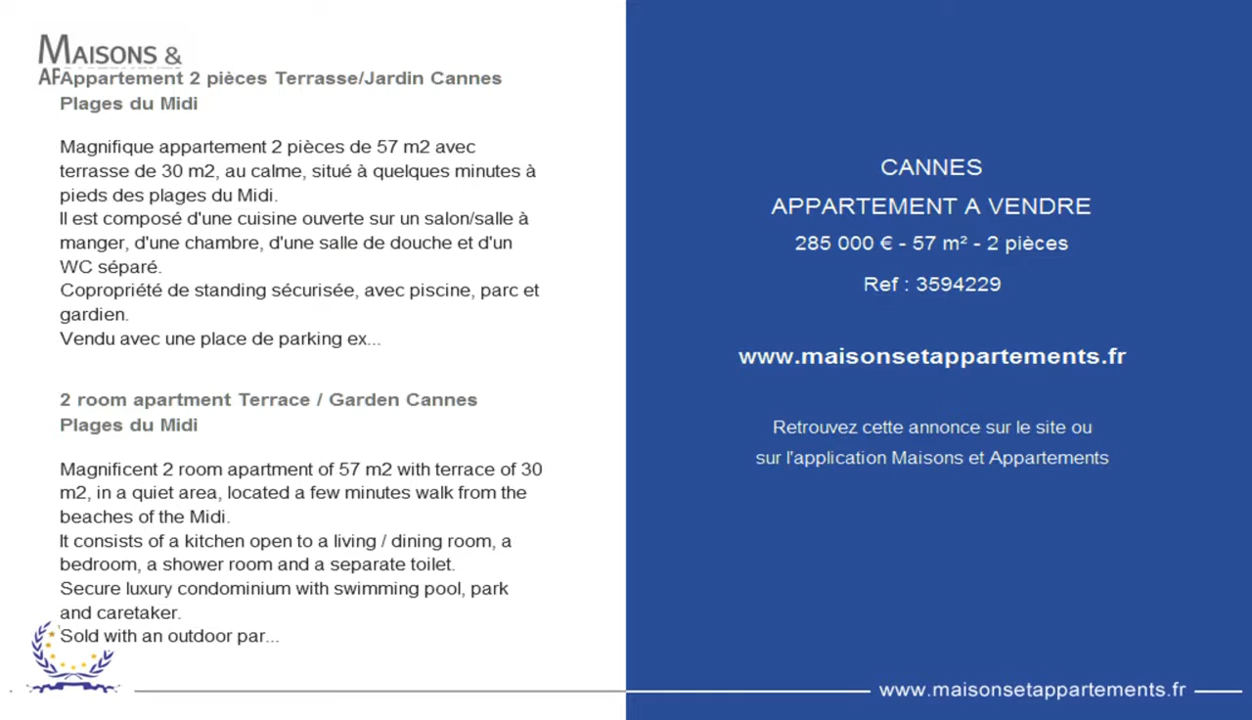 MAISONS &
Appartement 2 pièces Terrasse/Jardin Cannes
Plages du Midi
Magnifique appartement 2 pièces de 57 m2 avec
terrasse de 30 m2, au calme, situé à quelques minutes à
pieds des plages du Midi.
Il est composé d'une cuisine ouverte sur un salon/salle à
manger, d'une chambre, d'une salle de douche et d'un
WC séparé.
Copropriété de standing sécurisée, avec piscine, parc et
gardien.
Vendu avec une place de parking ex...
2 room apartment Terrace / Garden Cannes
Plages du Midi
Magnificent 2 room apartment of 57 m2 with terrace of 30
m2, in a quiet area, located a few minutes walk from the
beaches of the Midi.
It consists of a kitchen open to a living / dining room, a
bedroom, a shower room and a separate toilet.
Secure luxury condominium with swimming pool, park
and caretaker.
Sold with an outdoor par...
CANNES
APPARTEMENT A VENDRE
285 000 € - 57 m² - 2 pièces
Ref : 3594229
www.maisonsetappartements.fr
Retrouvez cette annonce sur le site ou
sur l'application Maisons et Appartements
www.maisonsetappartements.fr